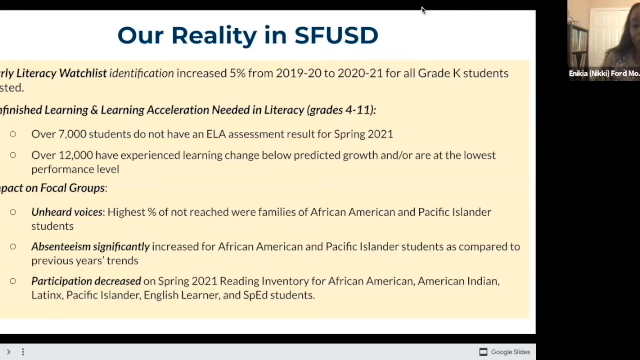 Our Reality in SFUSD
rly Literacy Watchlist identification increased 5% from 2019-20 to 2020-21 for all Grade K students
sted.
nfinished Learning & Learning Acceleration Needed in Literacy (grades 4-11):
○ Over 7,000 students do not have an ELA assessment result for Spring 2021
○ Over 12,000 have experienced learning change below predicted growth and/or are at the lowest
performance level
mpact on Focal Groups:
○ Unheard voices: Highest % of not reached were families of African American and Pacific Islander
students
○ Absenteeism significantly increased for African American and Pacific Islander students as compared to
previous years' trends
○ Participation decreased on Spring 2021 Reading Inventory for African American, American Indian,
Latinx, Pacific Islander, English Learner, and SpEd students.
Enikia (Nikki) Ford Mo...
Google Slides